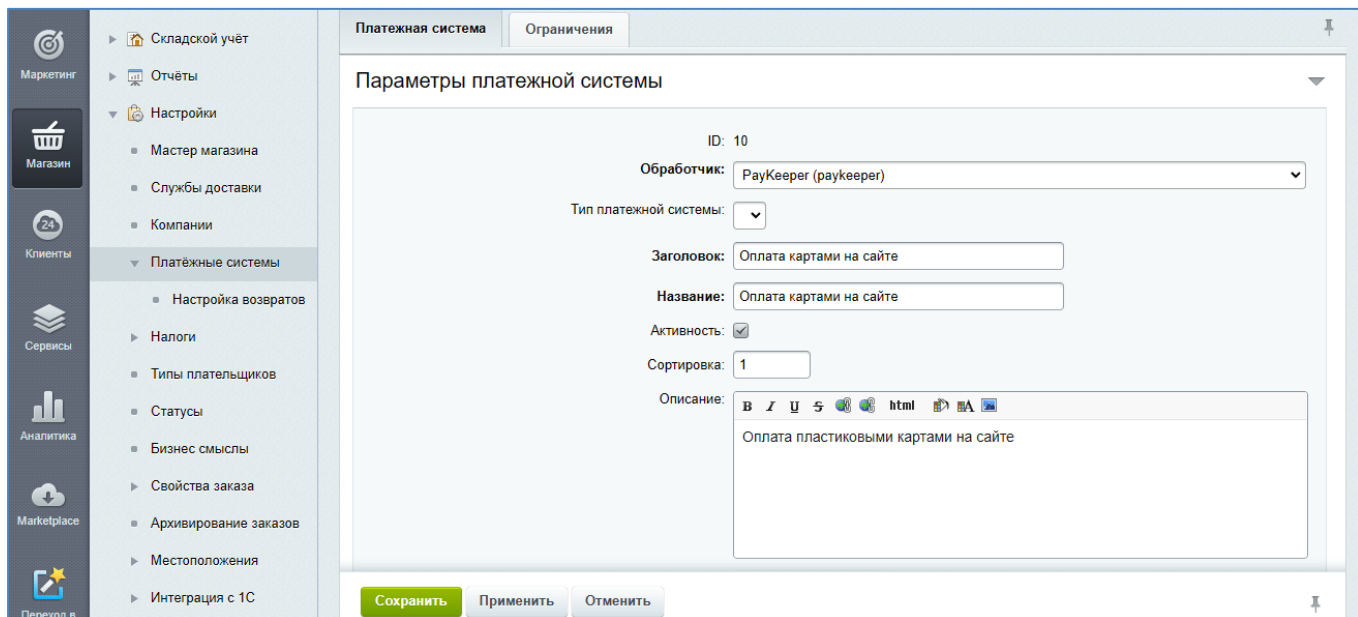 Маркетинг
Магазин
24
Клиенты
Сервисы
Аналитика
Marketplace
Переход в
Складской учёт
Отчёты
Настройки
Мастер магазина
Службы доставки
Компании
Платёжные системы
Настройка возвратов
Налоги
Типы плательщиков
Статусы
Бизнес смыслы
Свойства заказа
Архивирование заказов
Местоположения
Интеграция с 1С
Платежная система Ограничения
Параметры платежной системы
ID: 10
Обработчик: PayKeeper (paykeeper)
Тип платежной системы:
Заголовок: Оплата картами на сайте
Название: Оплата картами на сайте
Активность:
Сортировка: 1
Описание: B I U S html A
Оплата пластиковыми картами на сайте
Сохранить Применить Отменить